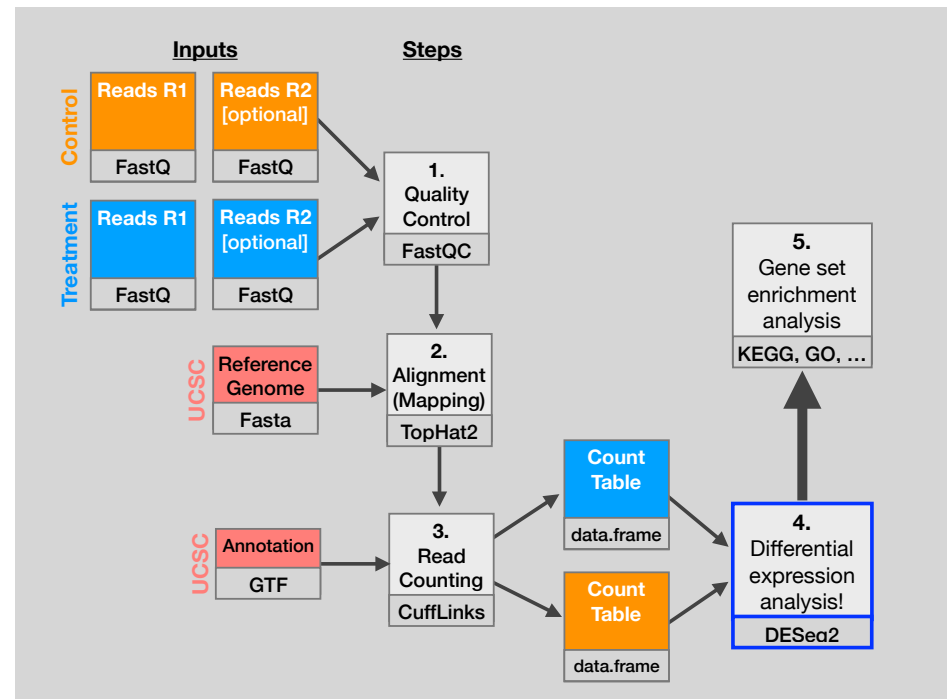 Inputs
Steps
Control
Reads R1
FastQ
Reads R2
[optional]
FastQ
Treatment
Reads R1
FastQ
Reads R2
[optional]
FastQ
1.
Quality
Control
FastQC
UCSC
Reference
Genome
Fasta
2.
Alignment
(Mapping)
TopHat2
UCSC
Annotation
GTF
3.
Read
Counting
CuffLinks
Count
Table
data.frame
Count
Table
data.frame
4.
Differential
expression
analysis!
DESeq2
5.
Gene set
enrichment
analysis
KEGG, GO, …